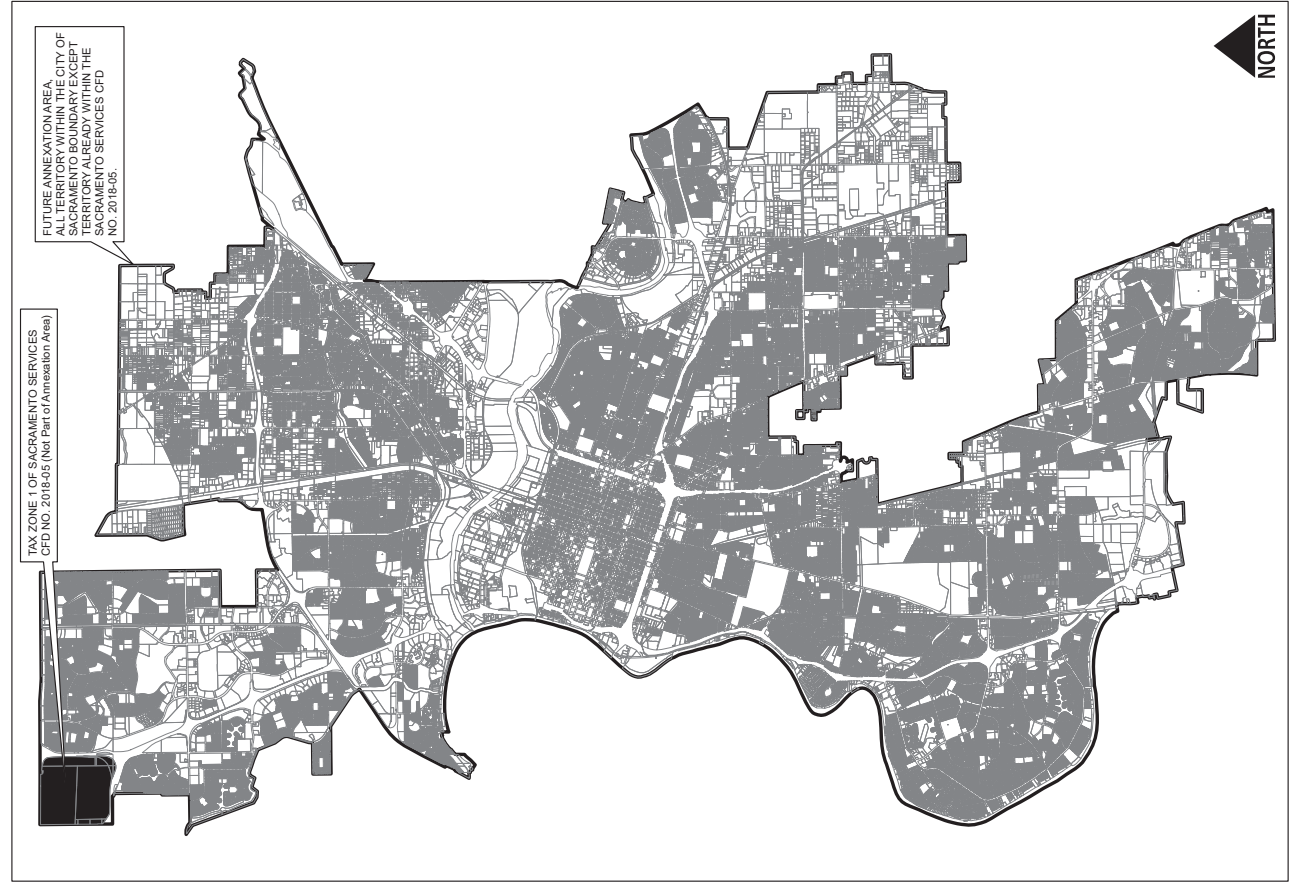 FUTURE ANNEXATION AREA,
ALL TERRITORY WITHIN THE CITY OF
SACRAMENTO BOUNDARY EXCEPT
TERRITORY ALREADY WITHIN THE
SACRAMENTO SERVICES CFD
NO. 2018-05.
TAX ZONE 1 OF SACRAMENTO SERVICES
CFD NO. 2018-05 (Not Part of Annexation Area)
NORTH